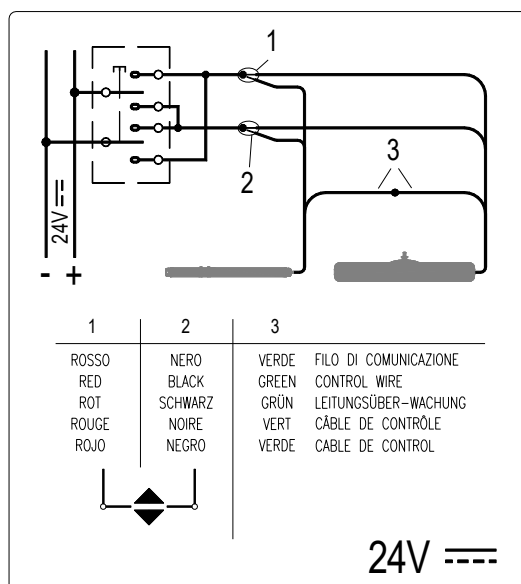 1
2
3
24V
- +
1 2 3
ROSSO NERO VERDE FILO DI COMUNICAZIONE
RED BLACK GREEN CONTROL WIRE
ROT SCHWARZ GRÜN LEITUNGSÜBER-WACHUNG
ROUGE NOIRE VERT CÂBLE DE CONTRÔLE
ROJO NEGRO VERDE CABLE DE CONTROL
24V